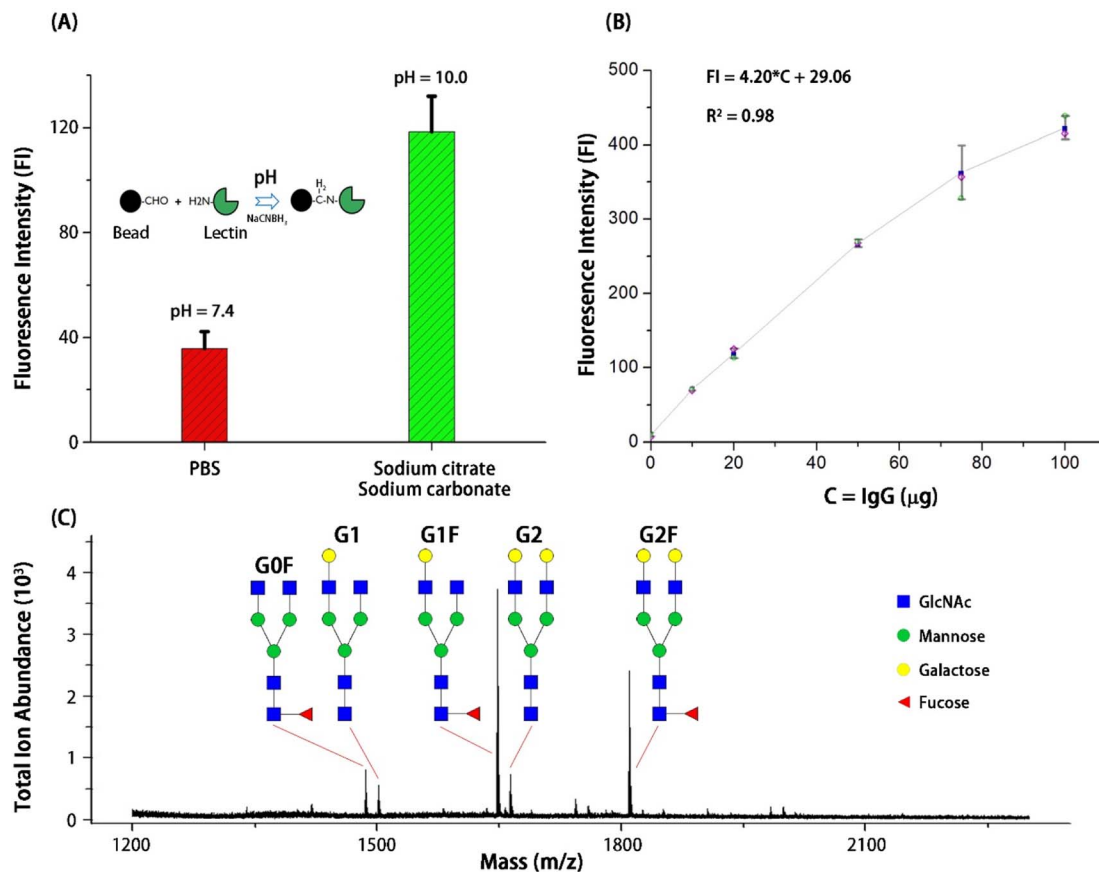 (A)
Fluoresence Intensity (FI)
120
80
40
0
pH = 10.0
pH = 7.4
pH
CHO + H2N
NaCNBH₃
H₂
C-N
Bead
Lectin
PBS
Sodium citrate
Sodium carbonate
(B)
Fluoresence Intensity (FI)
500
400
300
200
100
0
FI = 4.20*C + 29.06
R² = 0.98
0 20 40 60 80 100
C = IgG (μg)
(C)
Total Ion Abundance (10³)
4
3
2
1
0
G0F
G1
G1F
G2
G2F
GlcNAc
Mannose
Galactose
Fucose
1200 1500 1800 2100
Mass (m/z)